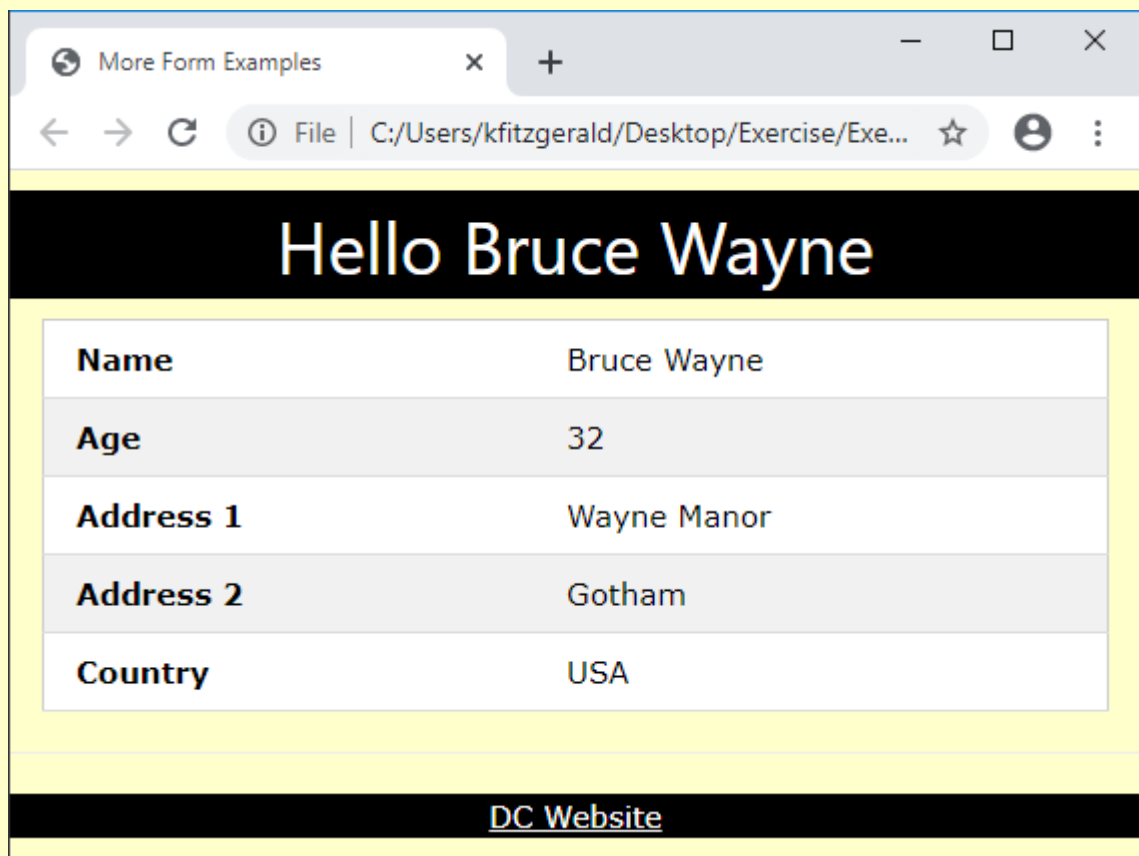 More Form Examples
File | C:/Users/kfitzgerald/Desktop/Exercise/Exe...
Hello Bruce Wayne
Name Bruce Wayne
Age 32
Address 1 Wayne Manor
Address 2 Gotham
Country USA
DC Website